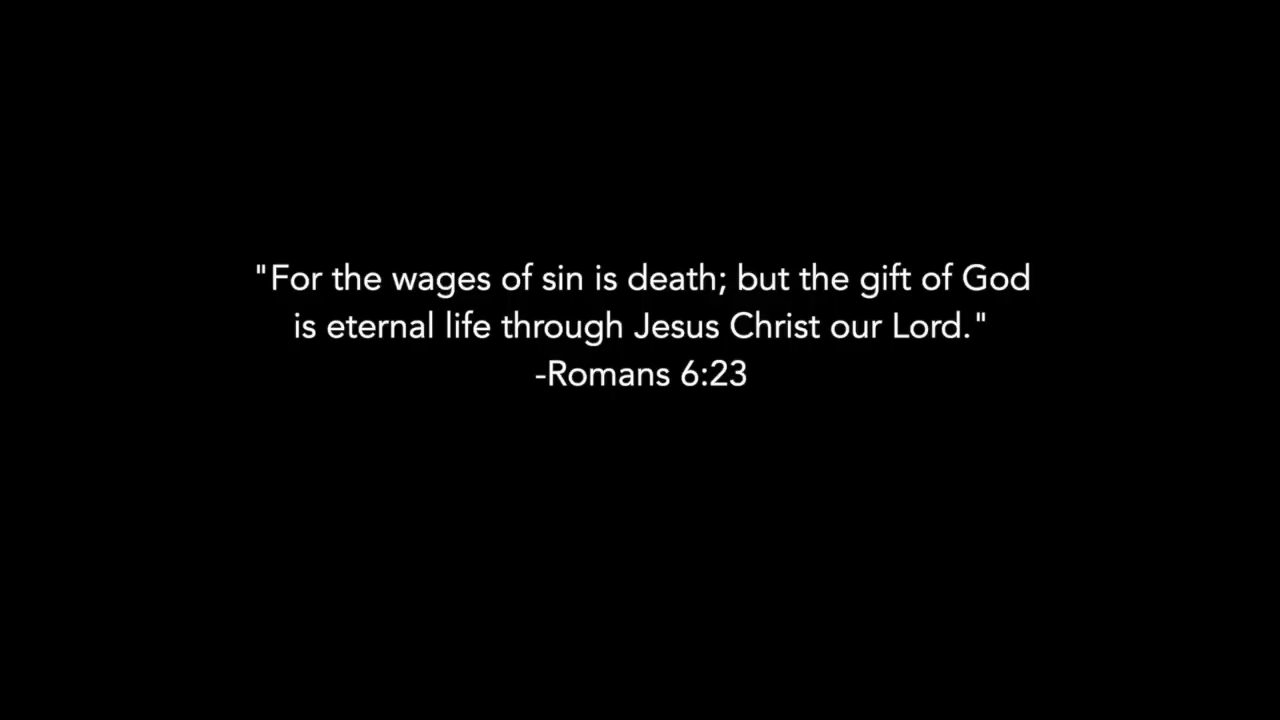 "For the wages of sin is death; but the gift of God
is eternal life through Jesus Christ our Lord."
-Romans 6:23